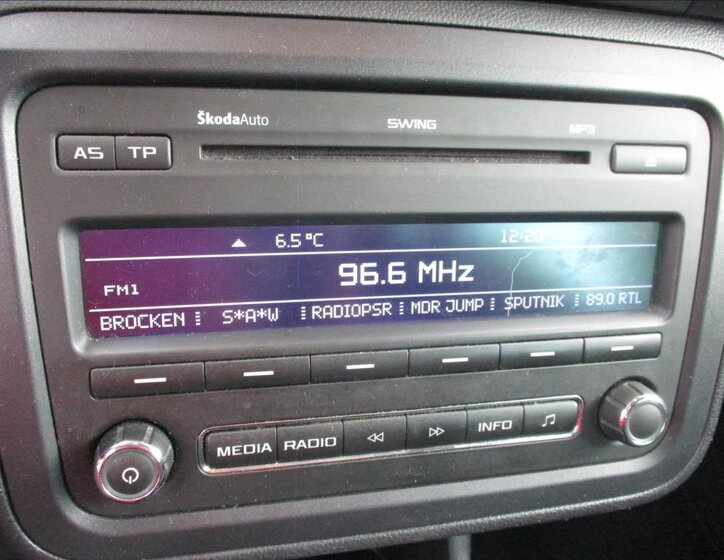 ŠkodaAuto SWING MP3
AS TP
6.5°C 12:20
96.6 MHz
FM1
BROCKEN S*A*W RADIOPSR MDR JUMP SPUTNIK 89.0 RTL
MEDIA RADIO INFO